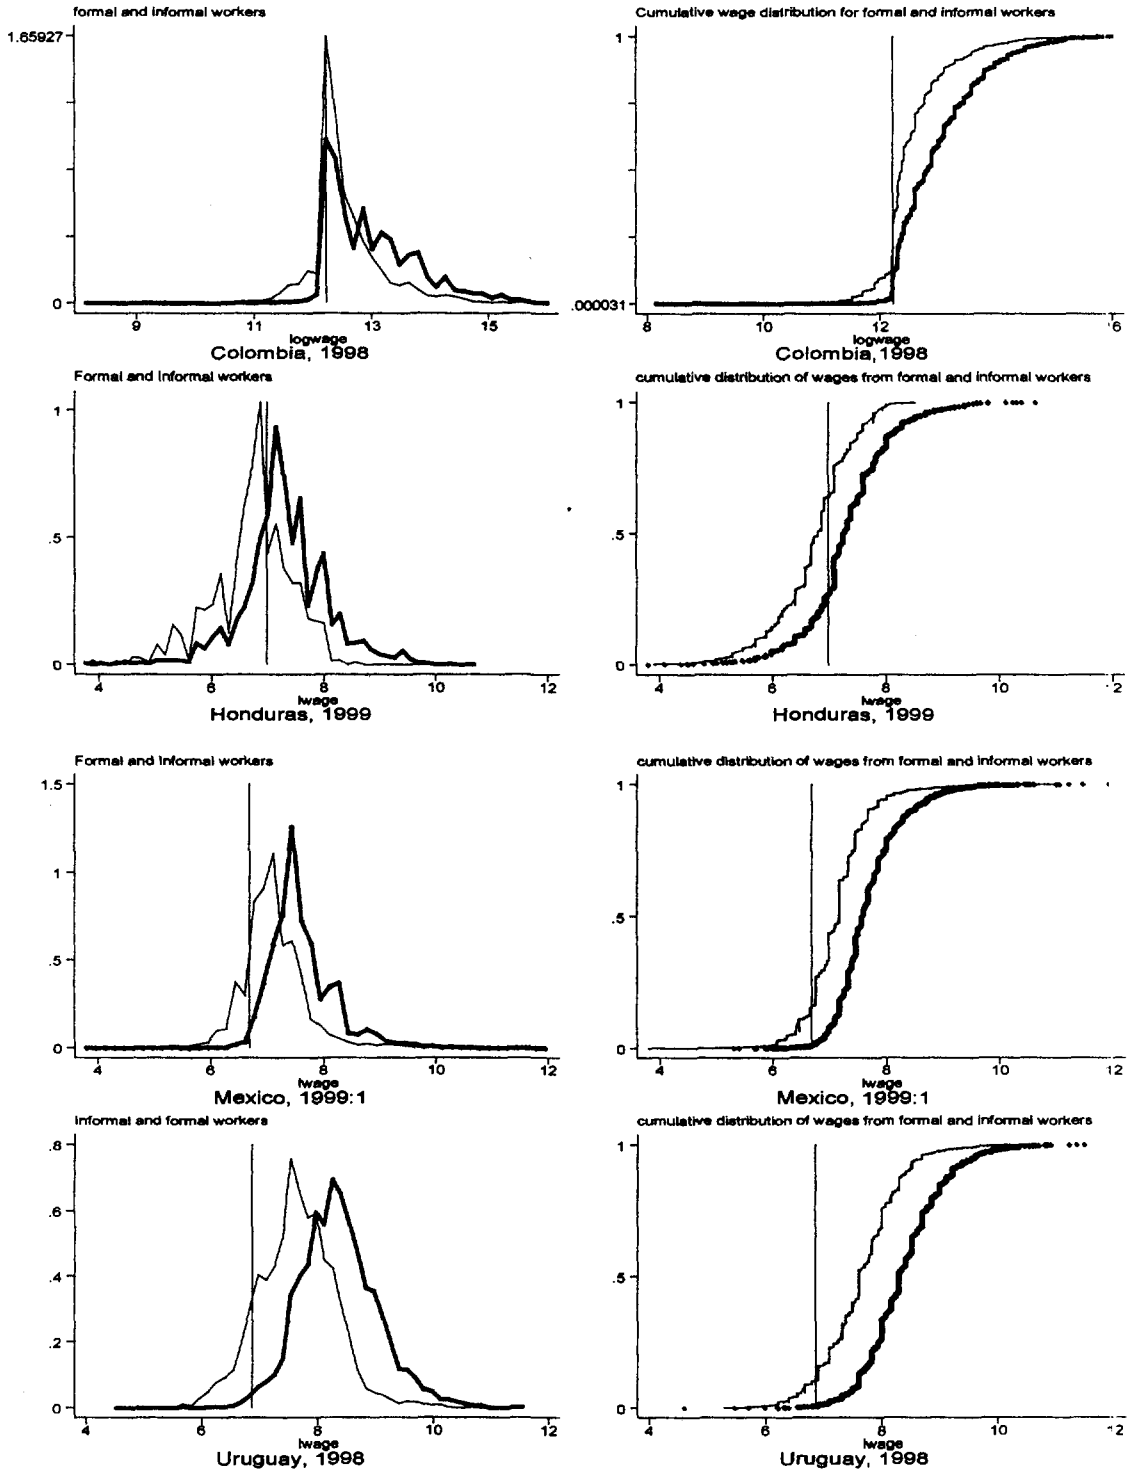 formal and informal workers
1.65927
0
9 11 13 15
logwage
Colombia, 1998
Cumulative wage distribution for formal and informal workers
1
.000031
8 10 12 '6
logwage
Colombia, 1998
Formal and Informal workers
1
.5
0
4 6 8 10 12
lwage
Honduras, 1999
cumulative distribution of wages from formal and informal workers
1
.5
0
4 6 8 10 '2
lwage
Honduras, 1999
Formal and Informal workers
1.5
1
.5
0
4 6 8 10 12
lwage
Mexico, 1999:1
cumulative distribution of wages from formal and informal workers
1
.5
0
4 6 8 10 '2
lwage
Mexico, 1999:1
Informal and formal workers
.8
.6
.4
.2
0
6 8 10 12
lwage
Uruguay, 1998
cumulative distribution of wages from formal and informal workers
1
.5
0
4 6 8 10 '2
lwage
Uruguay, 1998